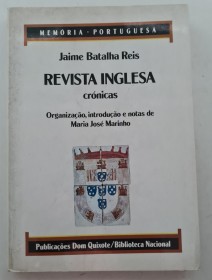 MEMÓRIA · PORTUGUESA
Jaime Batalha Reis
REVISTA INGLESA
crónicas
Organização, introdução e notas de
Maria José Marinho
Publicações Dom Quixote/Biblioteca Nacional